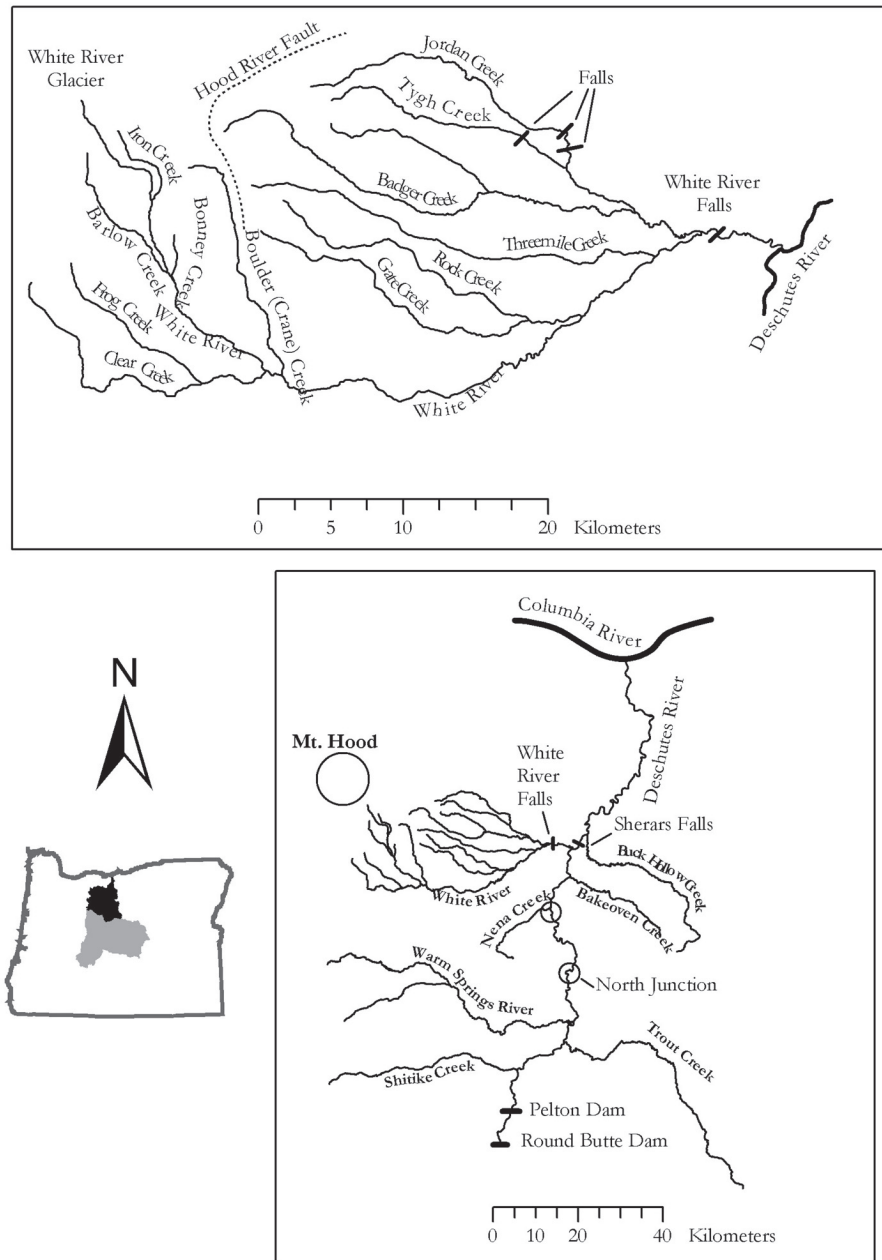 White River
Glacier
Hood River Fault
Jordan Creek
Falls
Tygh Creek
Iron Creek
Badger Creek
White River
Falls
Barlow Creek
Bonney Creek
Threemile Creek
Boulder (Crane) Creek
Rock Creek
Gate Creek
Frog Creek
White River
Clear Creek
White River
Deschutes River
0 5 10 20 Kilometers
N
Columbia River
Deschutes River
Mt. Hood
White
River
Falls
Sherars Falls
Buck Hollow Creek
White River
Nena Creek
Bakeoven Creek
Warm Springs River
North Junction
Trout Creek
Shitike Creek
Pelton Dam
Round Butte Dam
0 10 20 40 Kilometers